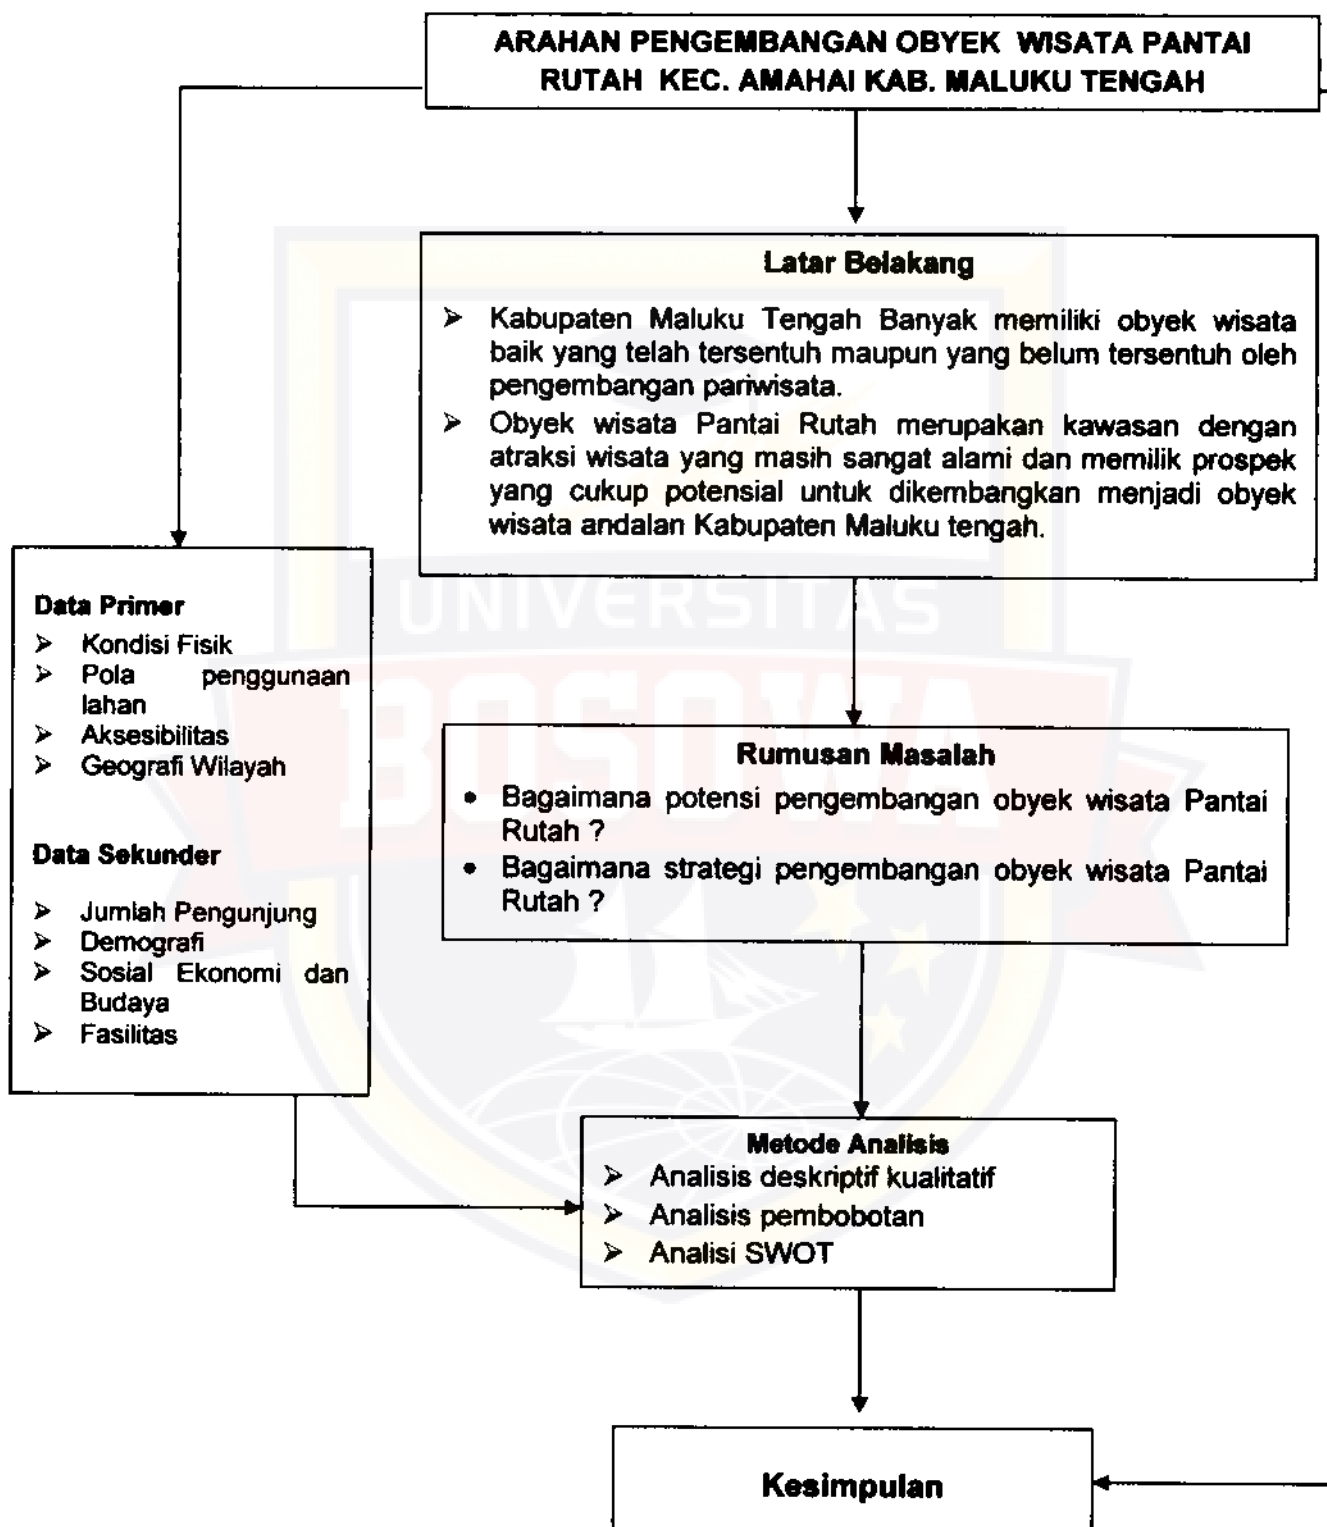 ARAHAN PENGEMBANGAN OBYEK WISATA PANTAI
RUTAH KEC. AMAHAI KAB. MALUKU TENGAH
Latar Belakang
➢ Kabupaten Maluku Tengah Banyak memiliki obyek wisata
baik yang telah tersentuh maupun yang belum tersentuh oleh
pengembangan pariwisata.
➢ Obyek wisata Pantai Rutah merupakan kawasan dengan
atraksi wisata yang masih sangat alami dan memilik prospek
yang cukup potensial untuk dikembangkan menjadi obyek
wisata andalan Kabupaten Maluku tengah.
Data Primer
➢ Kondisi Fisik
➢ Pola penggunaan
lahan
➢ Aksesibilitas
➢ Geografi Wilayah
Data Sekunder
➢ Jumlah Pengunjung
➢ Demografi
➢ Sosial Ekonomi dan
Budaya
➢ Fasilitas
Rumusan Masalah
• Bagaimana potensi pengembangan obyek wisata Pantai
Rutah ?
• Bagaimana strategi pengembangan obyek wisata Pantai
Rutah ?
Metode Analisis
➢ Analisis deskriptif kualitatif
➢ Analisis pembobotan
➢ Analisi SWOT
Kesimpulan
UNIVERSITAS
BOSOWA